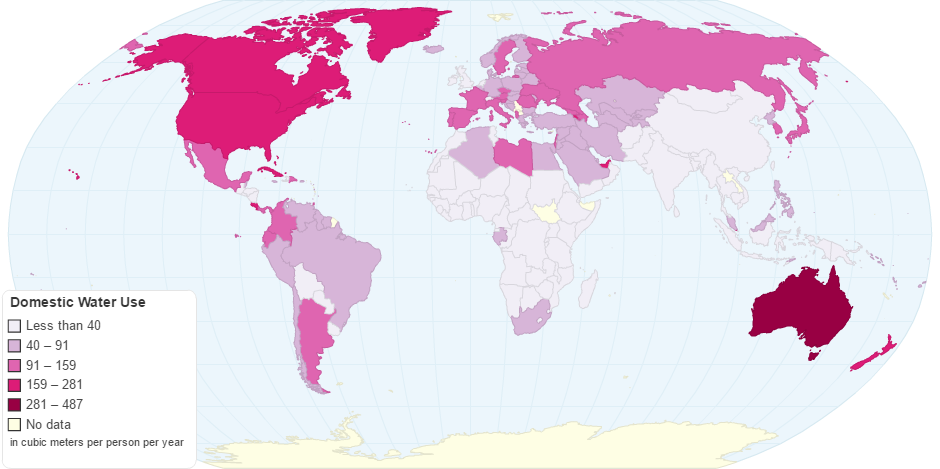 Domestic Water Use
Less than 40
40 – 91
91 – 159
159 – 281
281 – 487
No data
in cubic meters per person per year